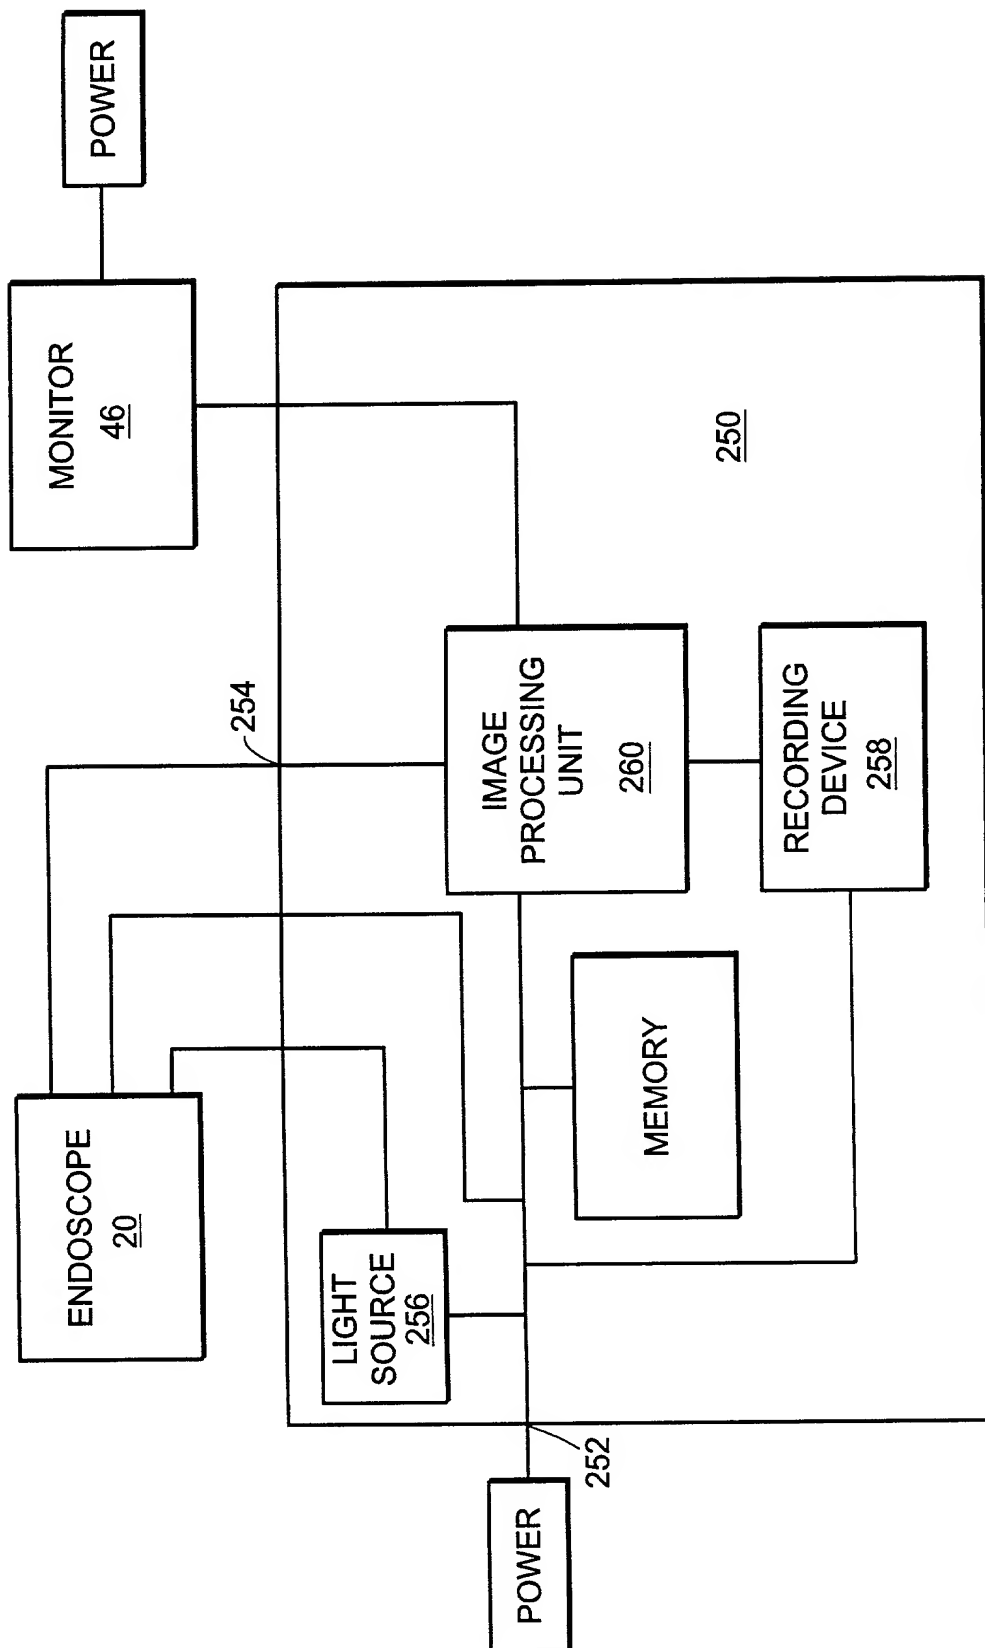 ENDOSCOPE
20
MONITOR
46
POWER
254
LIGHT
SOURCE
256
IMAGE
PROCESSING
UNIT
260
250
252
POWER
MEMORY
RECORDING
DEVICE
258